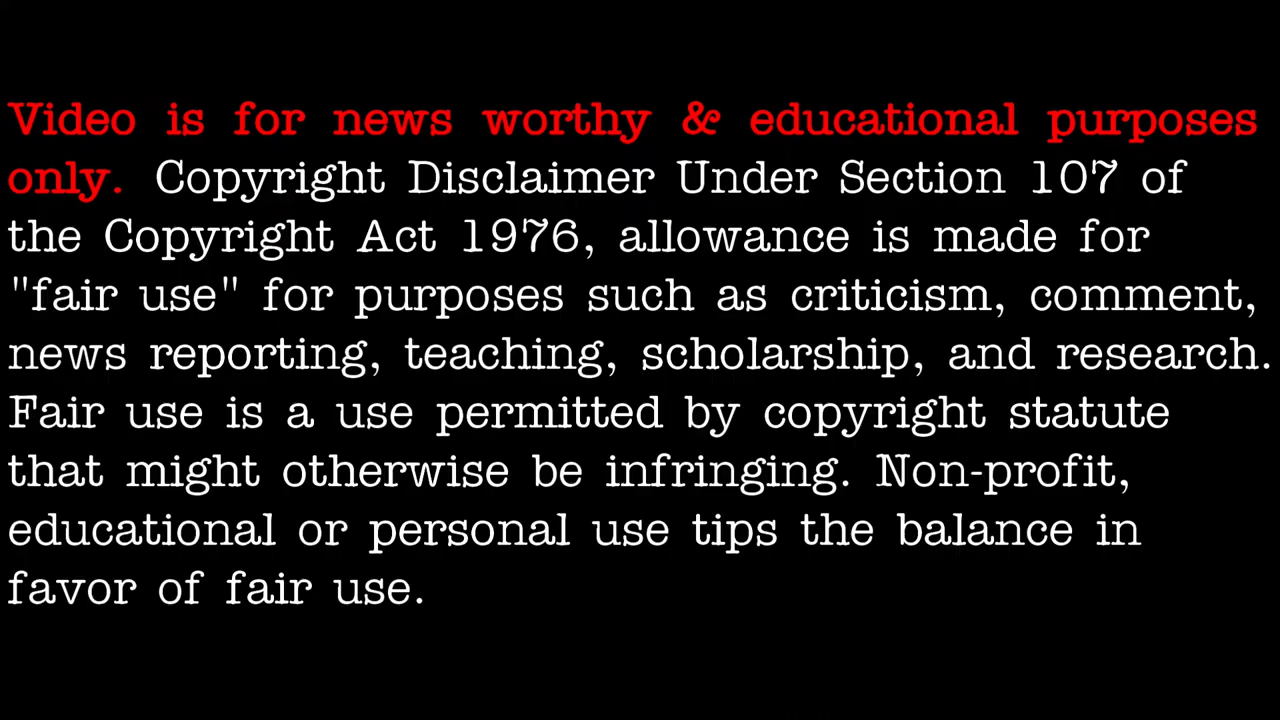 Video is for news worthy & educational purposes
only. Copyright Disclaimer Under Section 107 of
the Copyright Act 1976, allowance is made for
"fair use" for purposes such as criticism, comment,
news reporting, teaching, scholarship, and research.
Fair use is a use permitted by copyright statute
that might otherwise be infringing. Non-profit,
educational or personal use tips the balance in
favor of fair use.